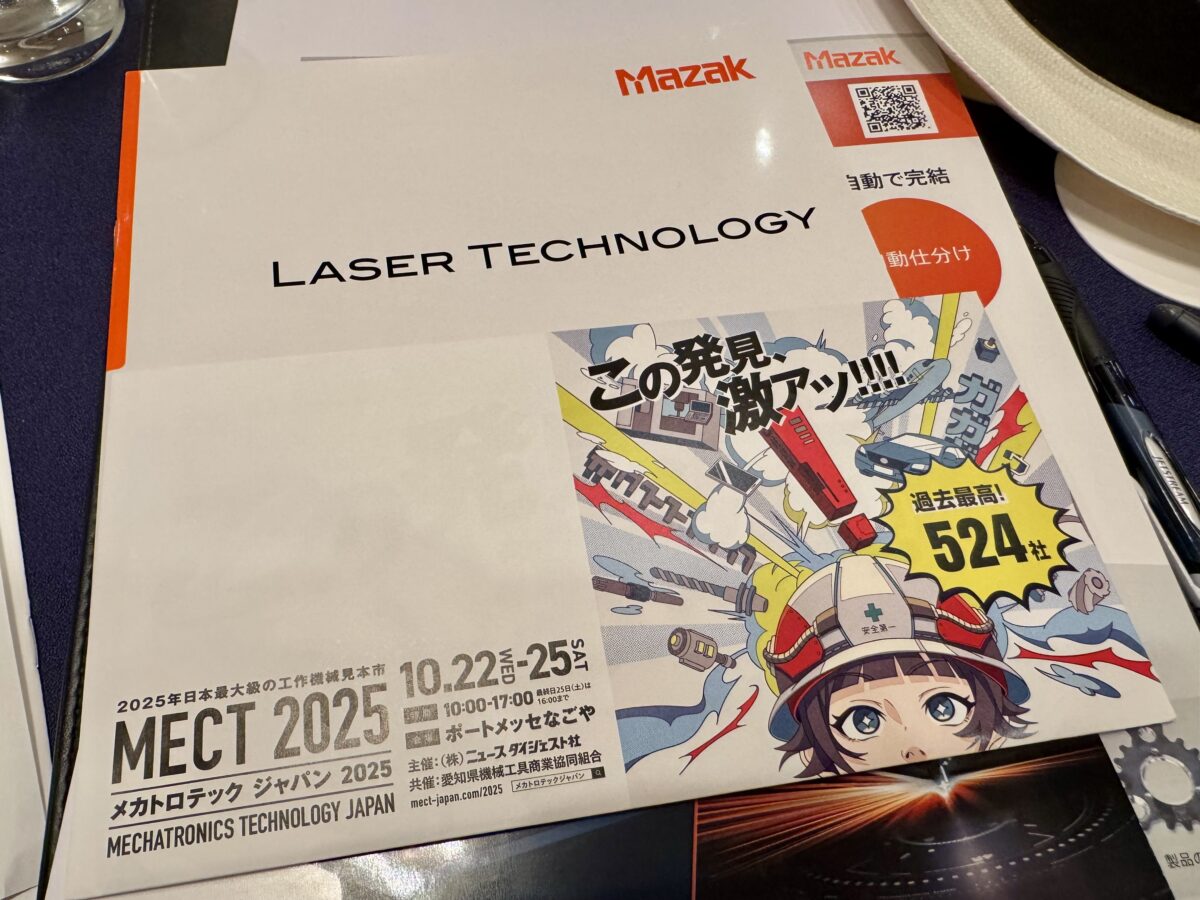 Mazak
Mazak
自動で完結
動仕分け
LASER TECHNOLOGY
この発見、
激アツ!!!!
ガガガ
過去最高!
524社
安全第一
JETSTREAM
2025年日本最大級の工作機械見本市
MECT 2025
メカトロテック ジャパン 2025
MECHATRONICS TECHNOLOGY JAPAN
10.22WED-25SAT
10:00-17:00 最終日25日(土)は16:00まで
ポートメッセなごや
主催:(株)ニュースダイジェスト社
共催:愛知県機械工具商業協同組合
mect-japan.com/2025 メカトロテックジャパン
製品の